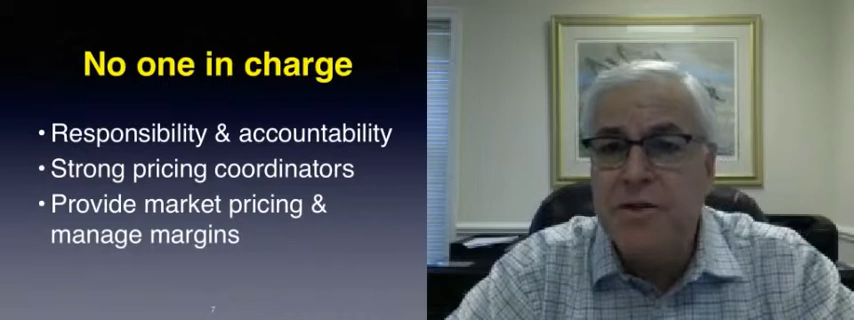 No one in charge
• Responsibility & accountability
• Strong pricing coordinators
• Provide market pricing &
manage margins
7